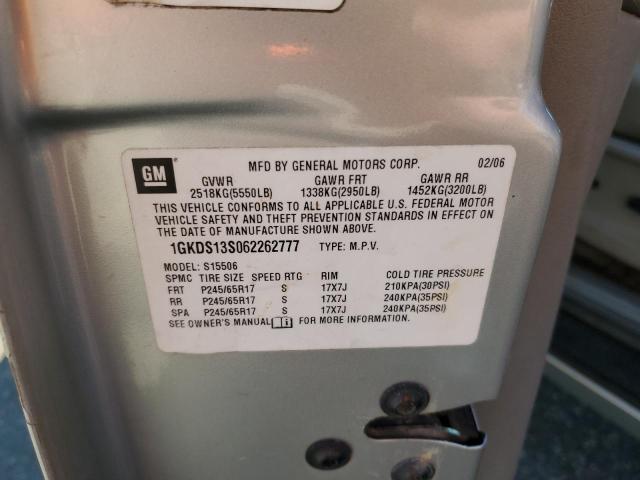 GM
MFD BY GENERAL MOTORS CORP. 02/06
GVWR GAWR FRT GAWR RR
2518KG(5550LB) 1338KG(2950LB) 1452KG(3200LB)
THIS VEHICLE CONFORMS TO ALL APPLICABLE U.S. FEDERAL MOTOR
VEHICLE SAFETY AND THEFT PREVENTION STANDARDS IN EFFECT ON
THE DATE OF MANUFACTURE SHOWN ABOVE.
1GKDS13S062262777 TYPE: M.P.V.
MODEL: S15506
SPMC TIRE SIZE SPEED RTG RIM COLD TIRE PRESSURE
FRT P245/65R17 S 17X7J 210KPA(30PSI)
RR P245/65R17 S 17X7J 240KPA(35PSI)
SPA P245/65R17 S 17X7J 240KPA(35PSI)
SEE OWNER'S MANUAL i FOR MORE INFORMATION.